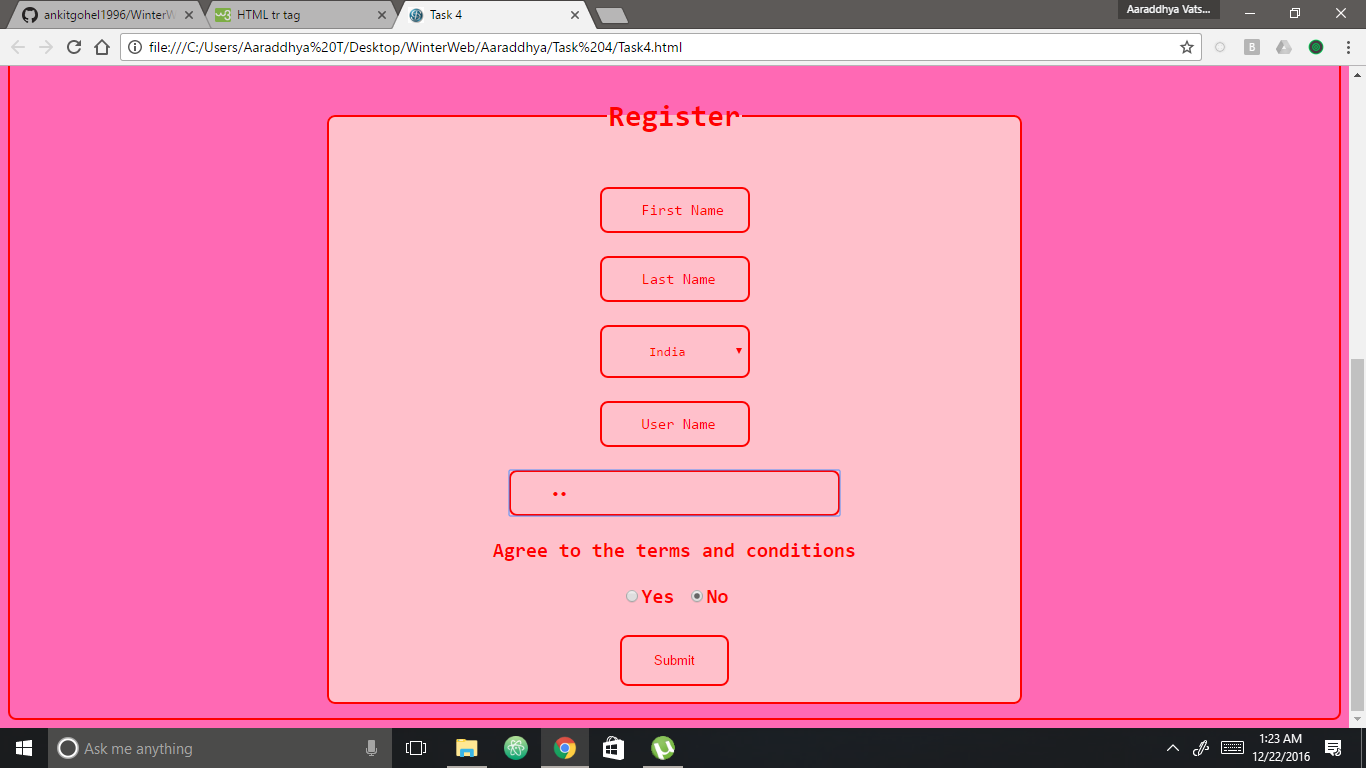 Aaraddhya Vats...
ankitgohel1996/WinterW
HTML tr tag
Task 4
file:///C:/Users/Aaraddhya%20T/Desktop/WinterWeb/Aaraddhya/Task%204/Task4.html
Register
First Name
Last Name
India
User Name
••
Agree to the terms and conditions
Yes No
Submit
Ask me anything
1:23 AM
12/22/2016